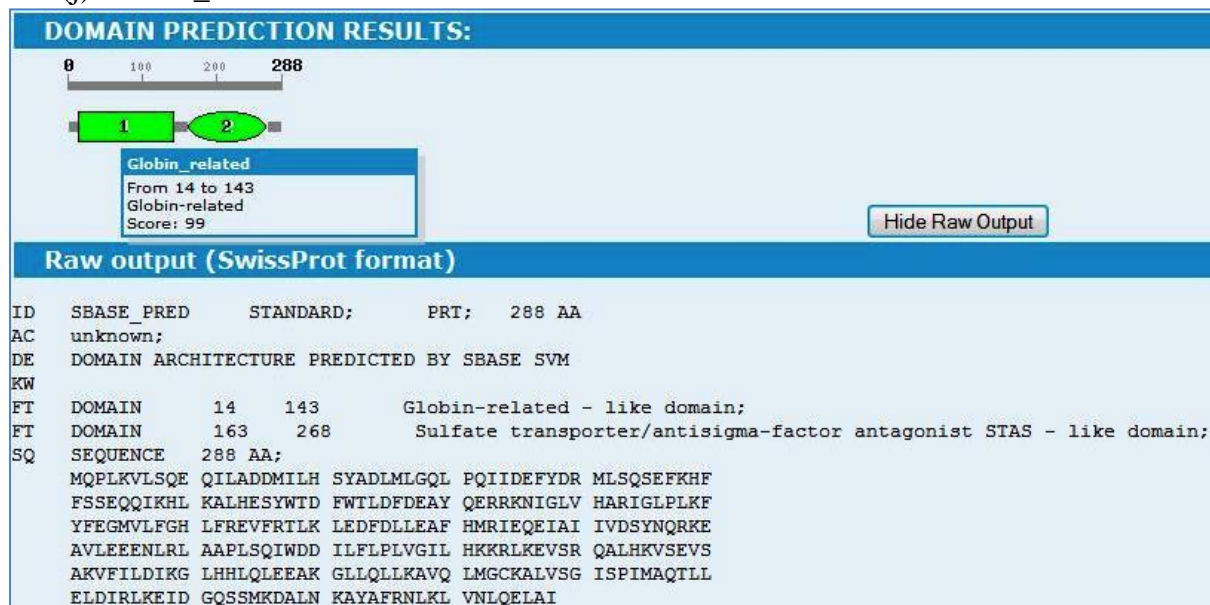 DOMAIN PREDICTION RESULTS:
0 100 200 288
1 2
Globin_related
From 14 to 143
Globin-related
Score: 99
Hide Raw Output
Raw output (SwissProt format)
ID SBASE_PRED STANDARD; PRT; 288 AA
AC unknown;
DE DOMAIN ARCHITECTURE PREDICTED BY SBASE SVM
KW
FT DOMAIN 14 143 Globin-related - like domain;
FT DOMAIN 163 268 Sulfate transporter/antisigma-factor antagonist STAS - like domain;
SQ SEQUENCE 288 AA;
MQPLKVLSQE QILADDMILH SYADLMLGQL PQIIDEFYDR MLSQSEFKHF
FSSEQQIKHL KALHESYWTD FWTLDFDEAY QERRKNIGLV HARIGLPLKF
YFEGMVLFGH LFREVFRTLK LEDFDLLEAF HMRIEQEIAI IVDSYNQRKE
AVLEEENLRL AAPLSQIWDD ILFLPLVGIL HKKRLKEVSR QALHKVSEVS
AKVFILDIKG LHHLQLEEAK GLLQLLKAVQ LMGCKALVSG ISPIMAQTLL
ELDIRLKEID GQSSMKDALN KAYAFRNLKL VNLQELAI